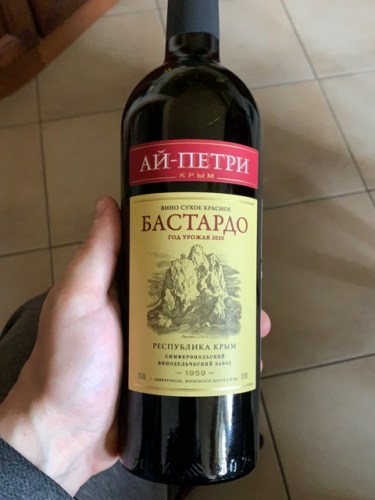 АЙ-ПЕТРИ
КРЫМ
ВИНО СУХОЕ КРАСНОЕ
БАСТАРДО
ГОД УРОЖАЯ 2020
РЕСПУБЛИКА КРЫМ
СИМФЕРОПОЛЬСКИЙ
ВИНОДЕЛЬЧЕСКИЙ ЗАВОД
1959